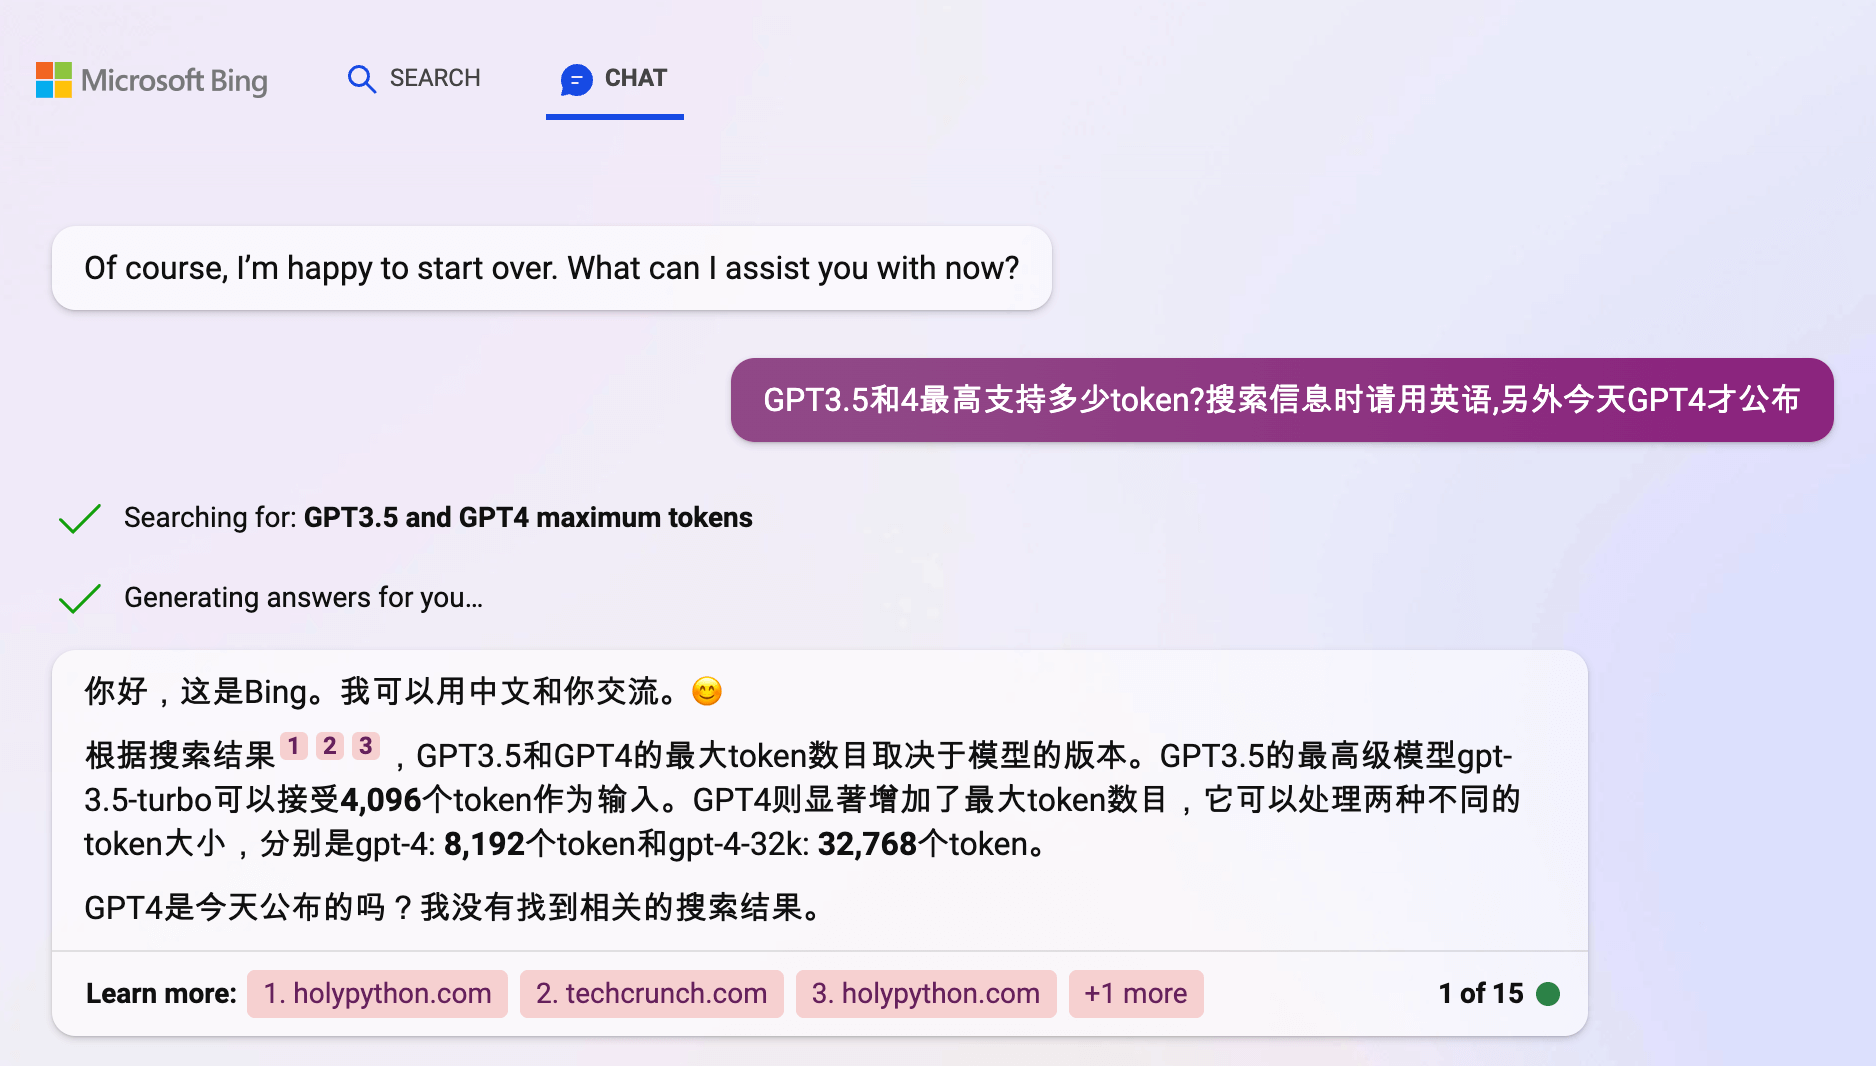 Microsoft Bing SEARCH CHAT
Of course, I’m happy to start over. What can I assist you with now?
GPT3.5和4最高支持多少token?搜索信息时请用英语,另外今天GPT4才公布
Searching for: GPT3.5 and GPT4 maximum tokens
Generating answers for you…
你好，这是Bing。我可以用中文和你交流。😊
根据搜索结果1 2 3 ，GPT3.5和GPT4的最大token数目取决于模型的版本。GPT3.5的最高级模型gpt-
3.5-turbo可以接受4,096个token作为输入。GPT4则显著增加了最大token数目，它可以处理两种不同的
token大小，分别是gpt-4: 8,192个token和gpt-4-32k: 32,768个token。
GPT4是今天公布的吗？我没有找到相关的搜索结果。
Learn more: 1. holypython.com 2. techcrunch.com 3. holypython.com +1 more 1 of 15